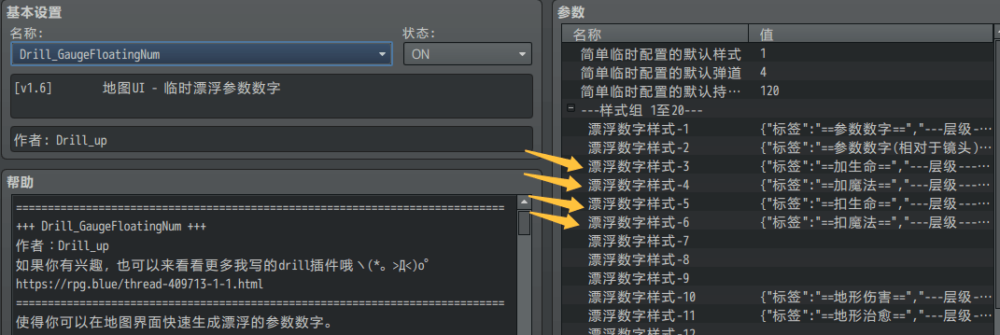 基本设置
名称:
状态:
Drill_GaugeFloatingNum
ON
[v1.6] 地图UI - 临时漂浮参数数字
作者: Drill_up
帮助
==============================================================================
+++ Drill_GaugeFloatingNum +++
作者：Drill_up
如果你有兴趣，也可以来看看更多我写的drill插件哦ヽ(*。>Д<)o゜
https://rpg.blue/thread-409713-1-1.html
==============================================================================
使得你可以在地图界面快速生成漂浮的参数数字。
参数
名称 值
简单临时配置的默认样式 1
简单临时配置的默认弹道 4
简单临时配置的默认持… 120
---样式组 1至20---
漂浮数字样式-1 {"标签":"==参数数字==","---层级-…
漂浮数字样式-2 {"标签":"==参数数字(相对于镜头)…
漂浮数字样式-3 {"标签":"==加生命==","---层级---…
漂浮数字样式-4 {"标签":"==加魔法==","---层级---…
漂浮数字样式-5 {"标签":"==扣生命==","---层级---…
漂浮数字样式-6 {"标签":"==扣魔法==","---层级---…
漂浮数字样式-7
漂浮数字样式-8
漂浮数字样式-9
漂浮数字样式-10 {"标签":"==地形伤害==","---层级-…
漂浮数字样式-11 {"标签":"==地形治愈==","---层级-…
漂浮数字样式-12